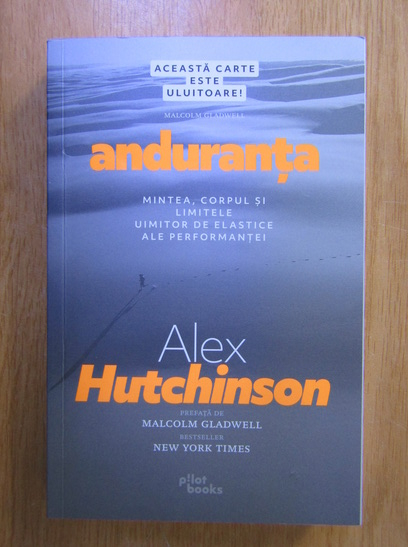 ACEASTĂ CARTE
ESTE
ULUITOARE!
MALCOLM GLADWELL
anduranța
MINTEA, CORPUL ȘI
LIMITELE
UIMITOR DE ELASTICE
ALE PERFORMANȚEI
Alex
Hutchinson
PREFAȚĂ DE
MALCOLM GLADWELL
BESTSELLER
NEW YORK TIMES
p!lot
books